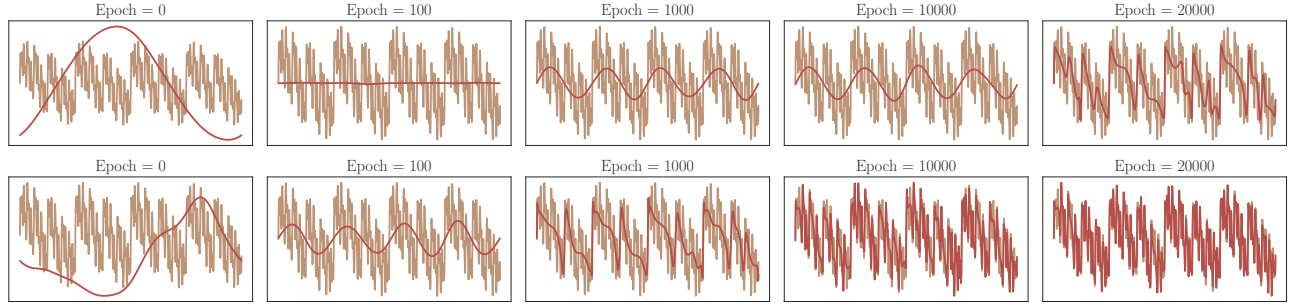 Epoch = 0
Epoch = 100
Epoch = 1000
Epoch = 10000
Epoch = 20000
Epoch = 0
Epoch = 100
Epoch = 1000
Epoch = 10000
Epoch = 20000